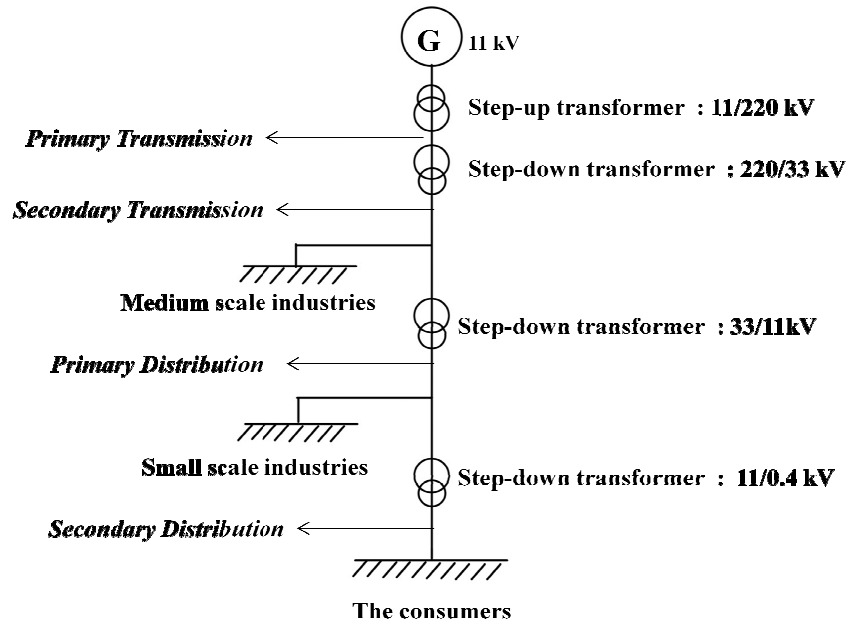 G 11 kV
Step-up transformer : 11/220 kV
Primary Transmission
Step-down transformer : 220/33 kV
Secondary Transmission
Medium scale industries
Step-down transformer : 33/11kV
Primary Distribution
Small scale industries
Step-down transformer : 11/0.4 kV
Secondary Distribution
The consumers